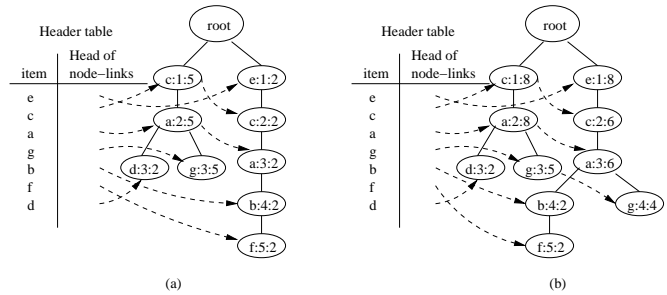 Header table
item
Head of
node-links
e
c
a
g
b
f
d
root
c:1:5
e:1:2
a:2:5
c:2:2
d:3:2
g:3:5
a:3:2
b:4:2
f:5:2
(a)
Header table
item
Head of
node-links
e
c
a
g
b
f
d
root
c:1:8
e:1:8
a:2:8
c:2:6
d:3:2
g:3:5
a:3:6
b:4:2
g:4:4
f:5:2
(b)